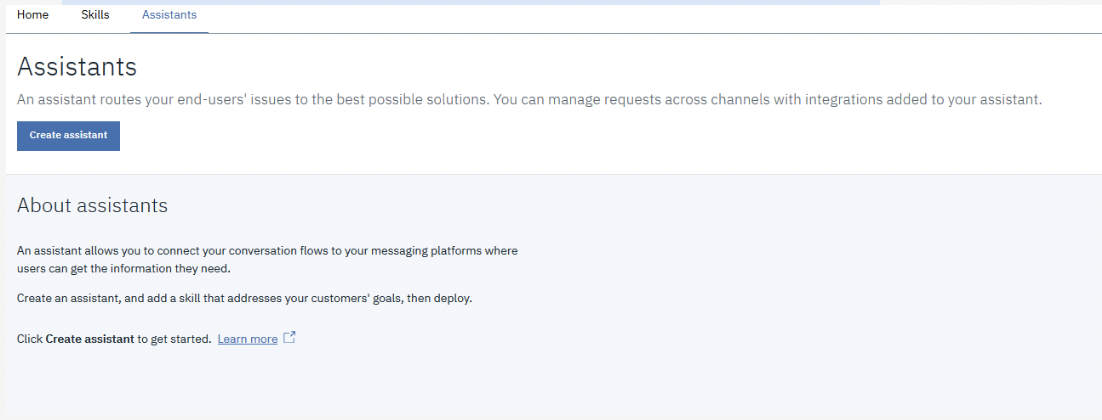 Home Skills Assistants
Assistants
An assistant routes your end-users' issues to the best possible solutions. You can manage requests across channels with integrations added to your assistant.
Create assistant
About assistants
An assistant allows you to connect your conversation flows to your messaging platforms where
users can get the information they need.
Create an assistant, and add a skill that addresses your customers' goals, then deploy.
Click Create assistant to get started. Learn more